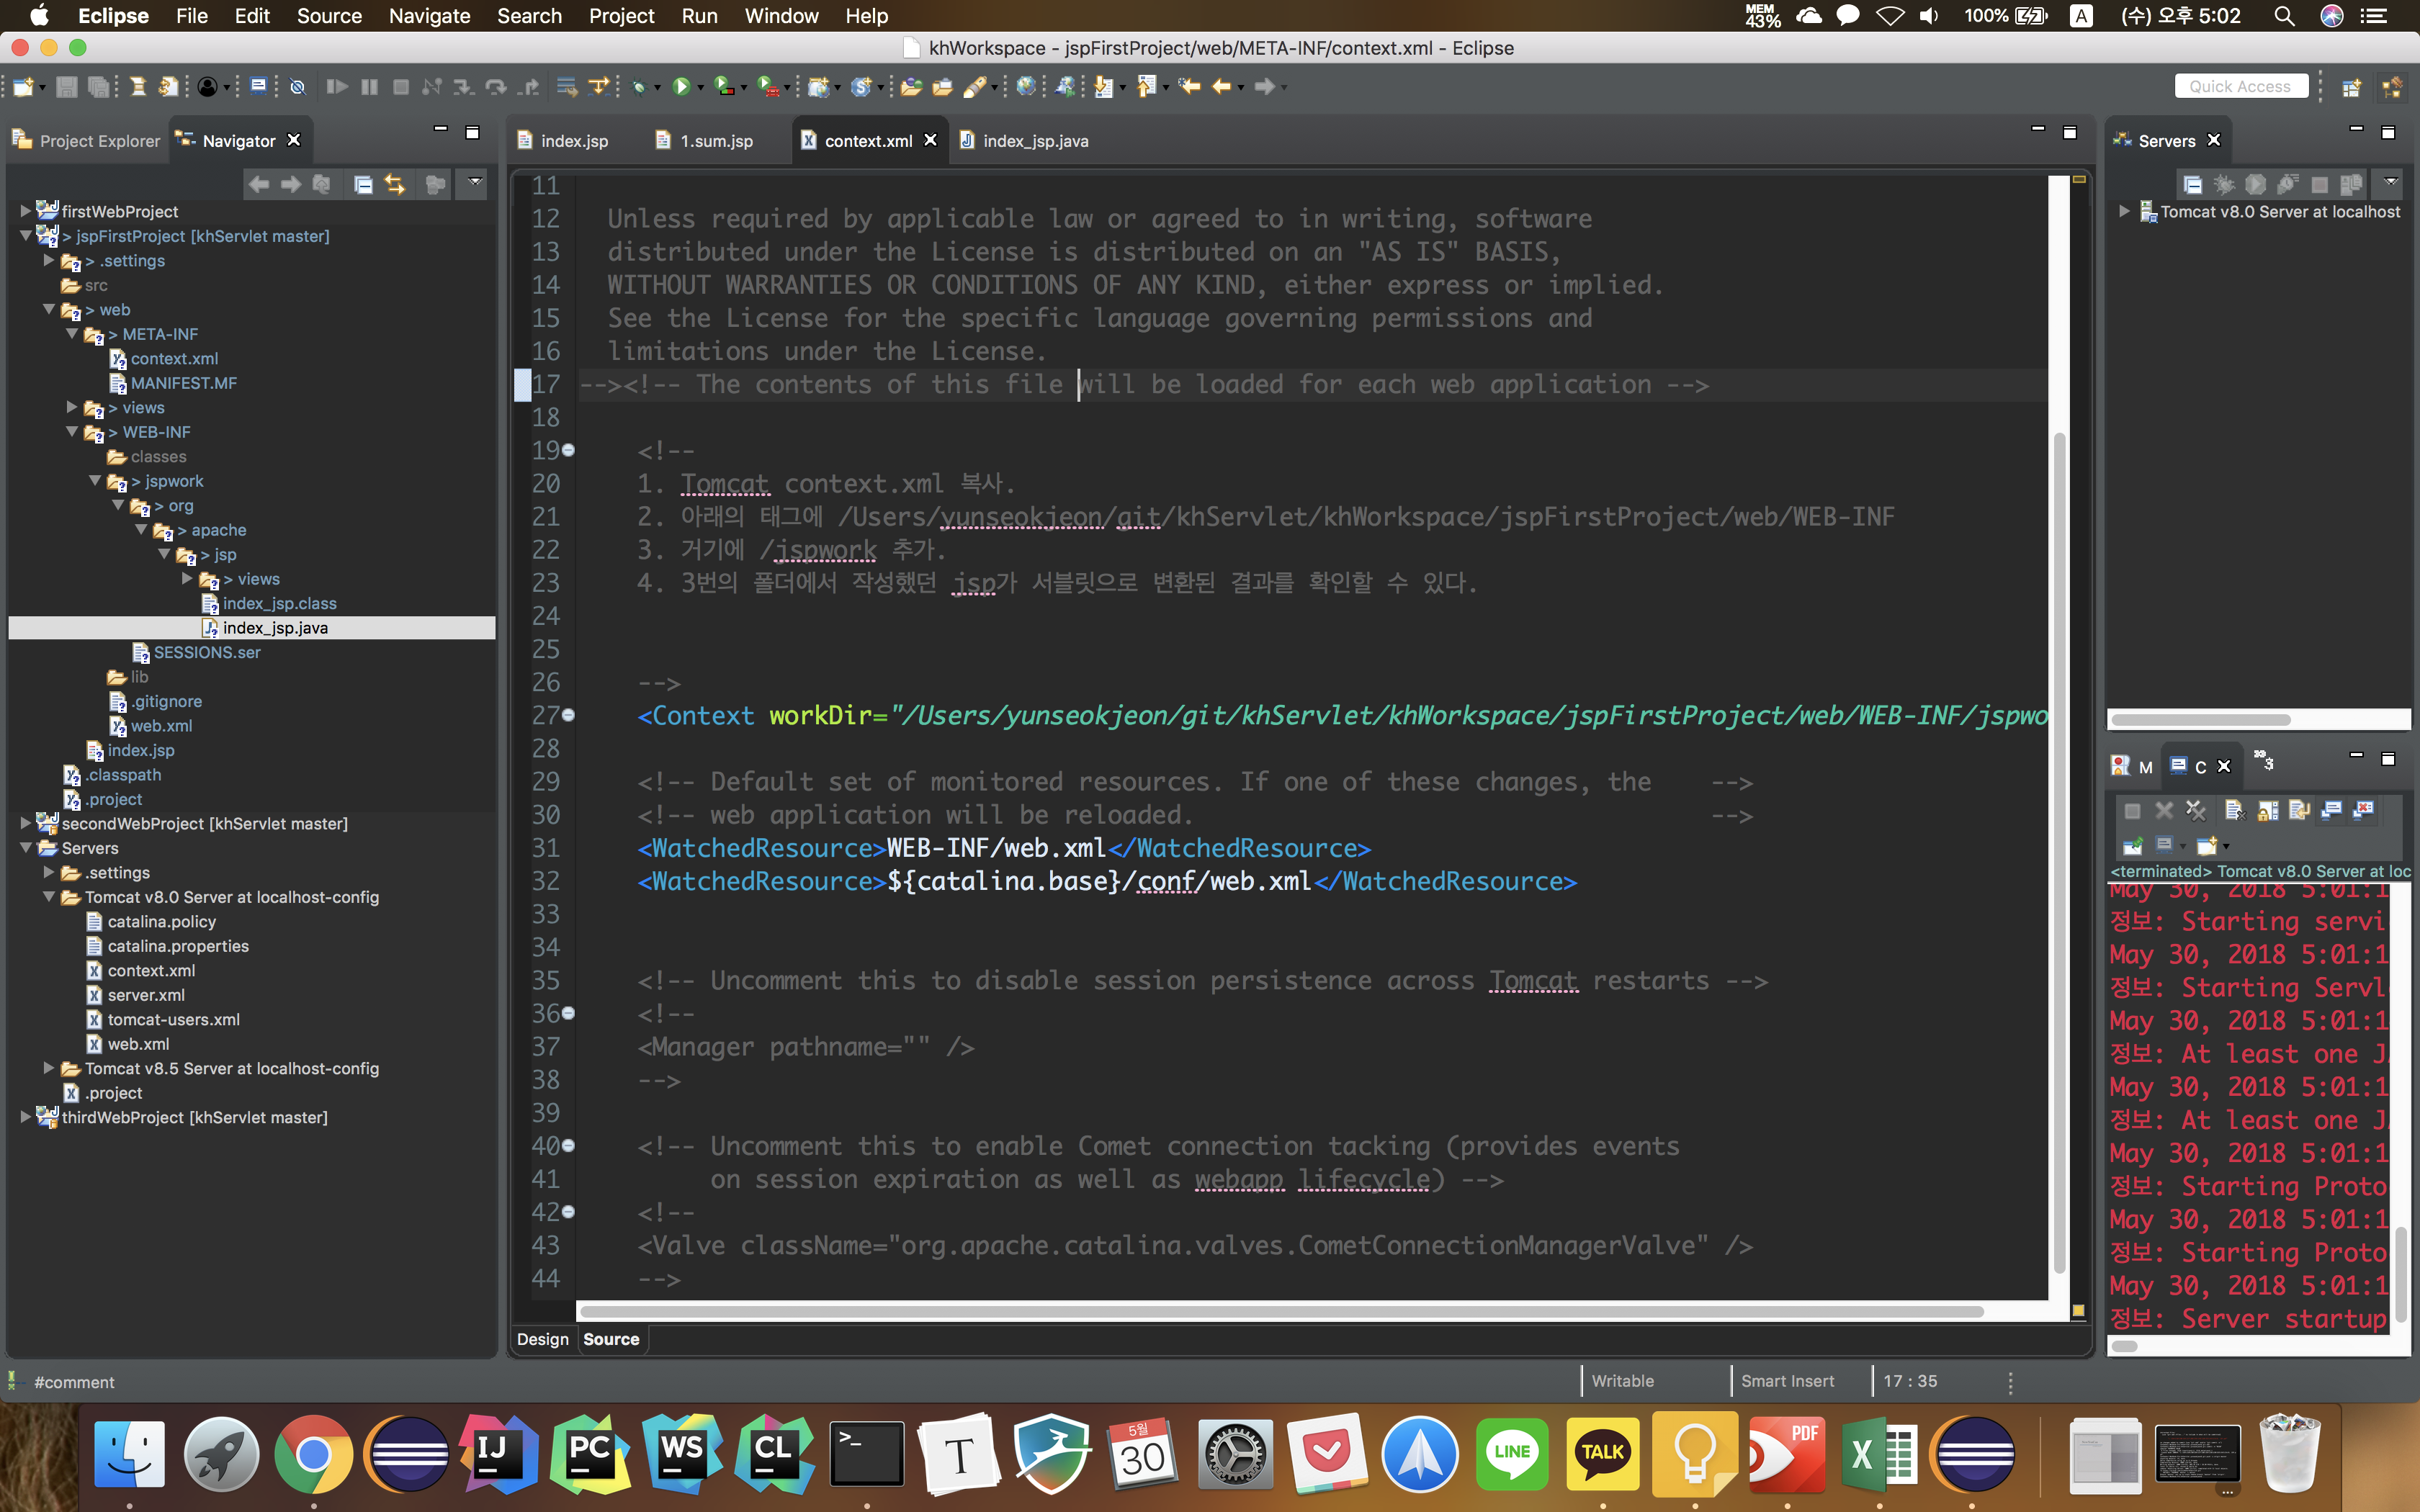 Eclipse File Edit Source Navigate Search Project Run Window Help MEM 43% 100% A (수) 오후 5:02
khWorkspace - jspFirstProject/web/META-INF/context.xml - Eclipse
Quick Access
Project Explorer
Navigator
firstWebProject
> jspFirstProject [khServlet master]
> .settings
src
> web
> META-INF
context.xml
MANIFEST.MF
> views
> WEB-INF
classes
> jspwork
> org
> apache
> jsp
> views
index_jsp.class
index_jsp.java
SESSIONS.ser
lib
.gitignore
web.xml
index.jsp
.classpath
.project
secondWebProject [khServlet master]
Servers
.settings
Tomcat v8.0 Server at localhost-config
catalina.policy
catalina.properties
context.xml
server.xml
tomcat-users.xml
web.xml
Tomcat v8.5 Server at localhost-config
.project
thirdWebProject [khServlet master]
index.jsp 1.sum.jsp context.xml index_jsp.java
11
12 Unless required by applicable law or agreed to in writing, software
13 distributed under the License is distributed on an "AS IS" BASIS,
14 WITHOUT WARRANTIES OR CONDITIONS OF ANY KIND, either express or implied.
15 See the License for the specific language governing permissions and
16 limitations under the License.
17 --><!-- The contents of this file will be loaded for each web application -->
18
19 <!--
20 1. Tomcat context.xml 복사.
21 2. 아래의 태그에 /Users/yunseokjeon/git/khServlet/khWorkspace/jspFirstProject/web/WEB-INF
22 3. 거기에 /jspwork 추가.
23 4. 3번의 폴더에서 작성했던 jsp가 서블릿으로 변환된 결과를 확인할 수 있다.
24
25
26 -->
27 <Context workDir="/Users/yunseokjeon/git/khServlet/khWorkspace/jspFirstProject/web/WEB-INF/jspwo
28
29 <!-- Default set of monitored resources. If one of these changes, the -->
30 <!-- web application will be reloaded. -->
31 <WatchedResource>WEB-INF/web.xml</WatchedResource>
32 <WatchedResource>${catalina.base}/conf/web.xml</WatchedResource>
33
34
35 <!-- Uncomment this to disable session persistence across Tomcat restarts -->
36 <!--
37 <Manager pathname="" />
38 -->
39
40 <!-- Uncomment this to enable Comet connection tacking (provides events
41 on session expiration as well as webapp lifecycle) -->
42 <!--
43 <Valve className="org.apache.catalina.valves.CometConnectionManagerValve" />
44 -->
Design Source
Servers
Tomcat v8.0 Server at localhost
M C 3
<terminated> Tomcat v8.0 Server at loc
May 30, 2018 5:01:1
정보: Starting servi
May 30, 2018 5:01:1
정보: Starting Servl
May 30, 2018 5:01:1
정보: At least one J
May 30, 2018 5:01:1
정보: At least one J
May 30, 2018 5:01:1
정보: Starting Proto
May 30, 2018 5:01:1
정보: Starting Proto
May 30, 2018 5:01:1
정보: Server startup
#comment Writable Smart Insert 17 : 35
IJ PC WS CL >_ T 5월 30 LINE TALK PDF X